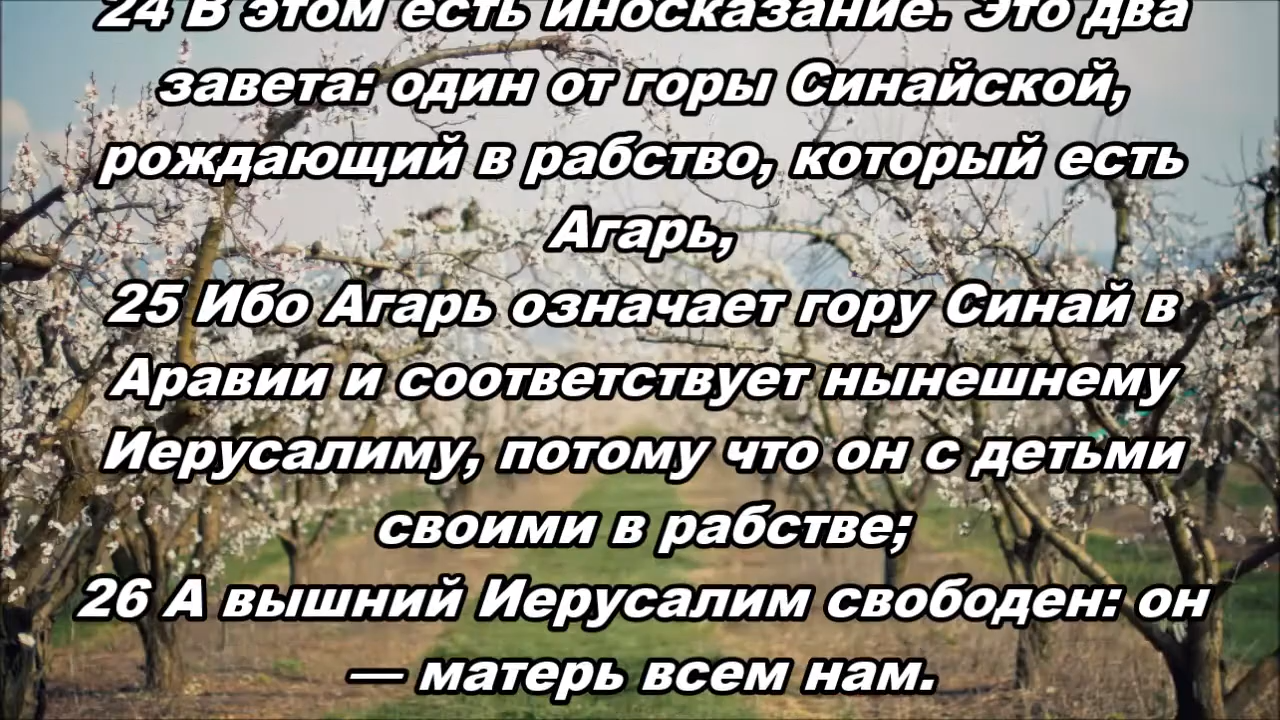 24 В этом есть иносказание. Это два
завета: один от горы Синайской,
рождающий в рабство, который есть
Агарь,
25 Ибо Агарь означает гору Синай в
Аравии и соответствует нынешнему
Иерусалиму, потому что он с детьми
своими в рабстве;
26 А вышний Иерусалим свободен: он
— матерь всем нам.